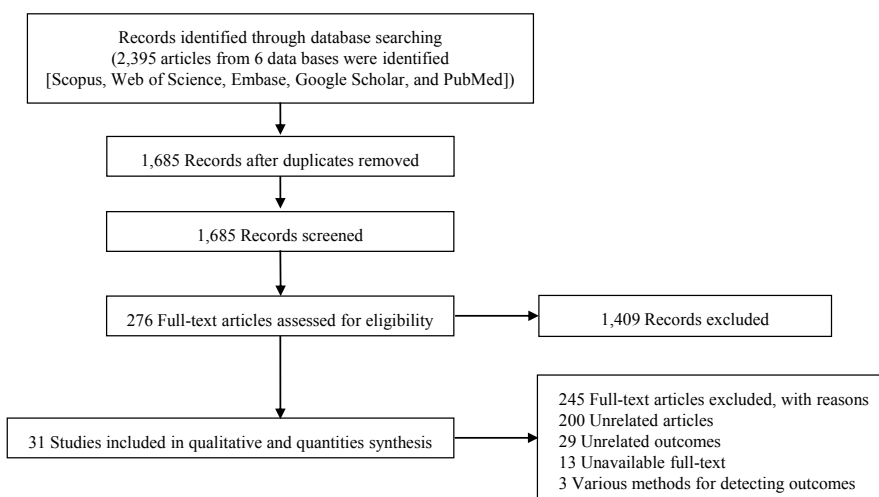 Records identified through database searching
(2,395 articles from 6 data bases were identified
[Scopus, Web of Science, Embase, Google Scholar, and PubMed])
1,685 Records after duplicates removed
1,685 Records screened
276 Full-text articles assessed for eligibility
1,409 Records excluded
31 Studies included in qualitative and quantities synthesis
245 Full-text articles excluded, with reasons
200 Unrelated articles
29 Unrelated outcomes
13 Unavailable full-text
3 Various methods for detecting outcomes